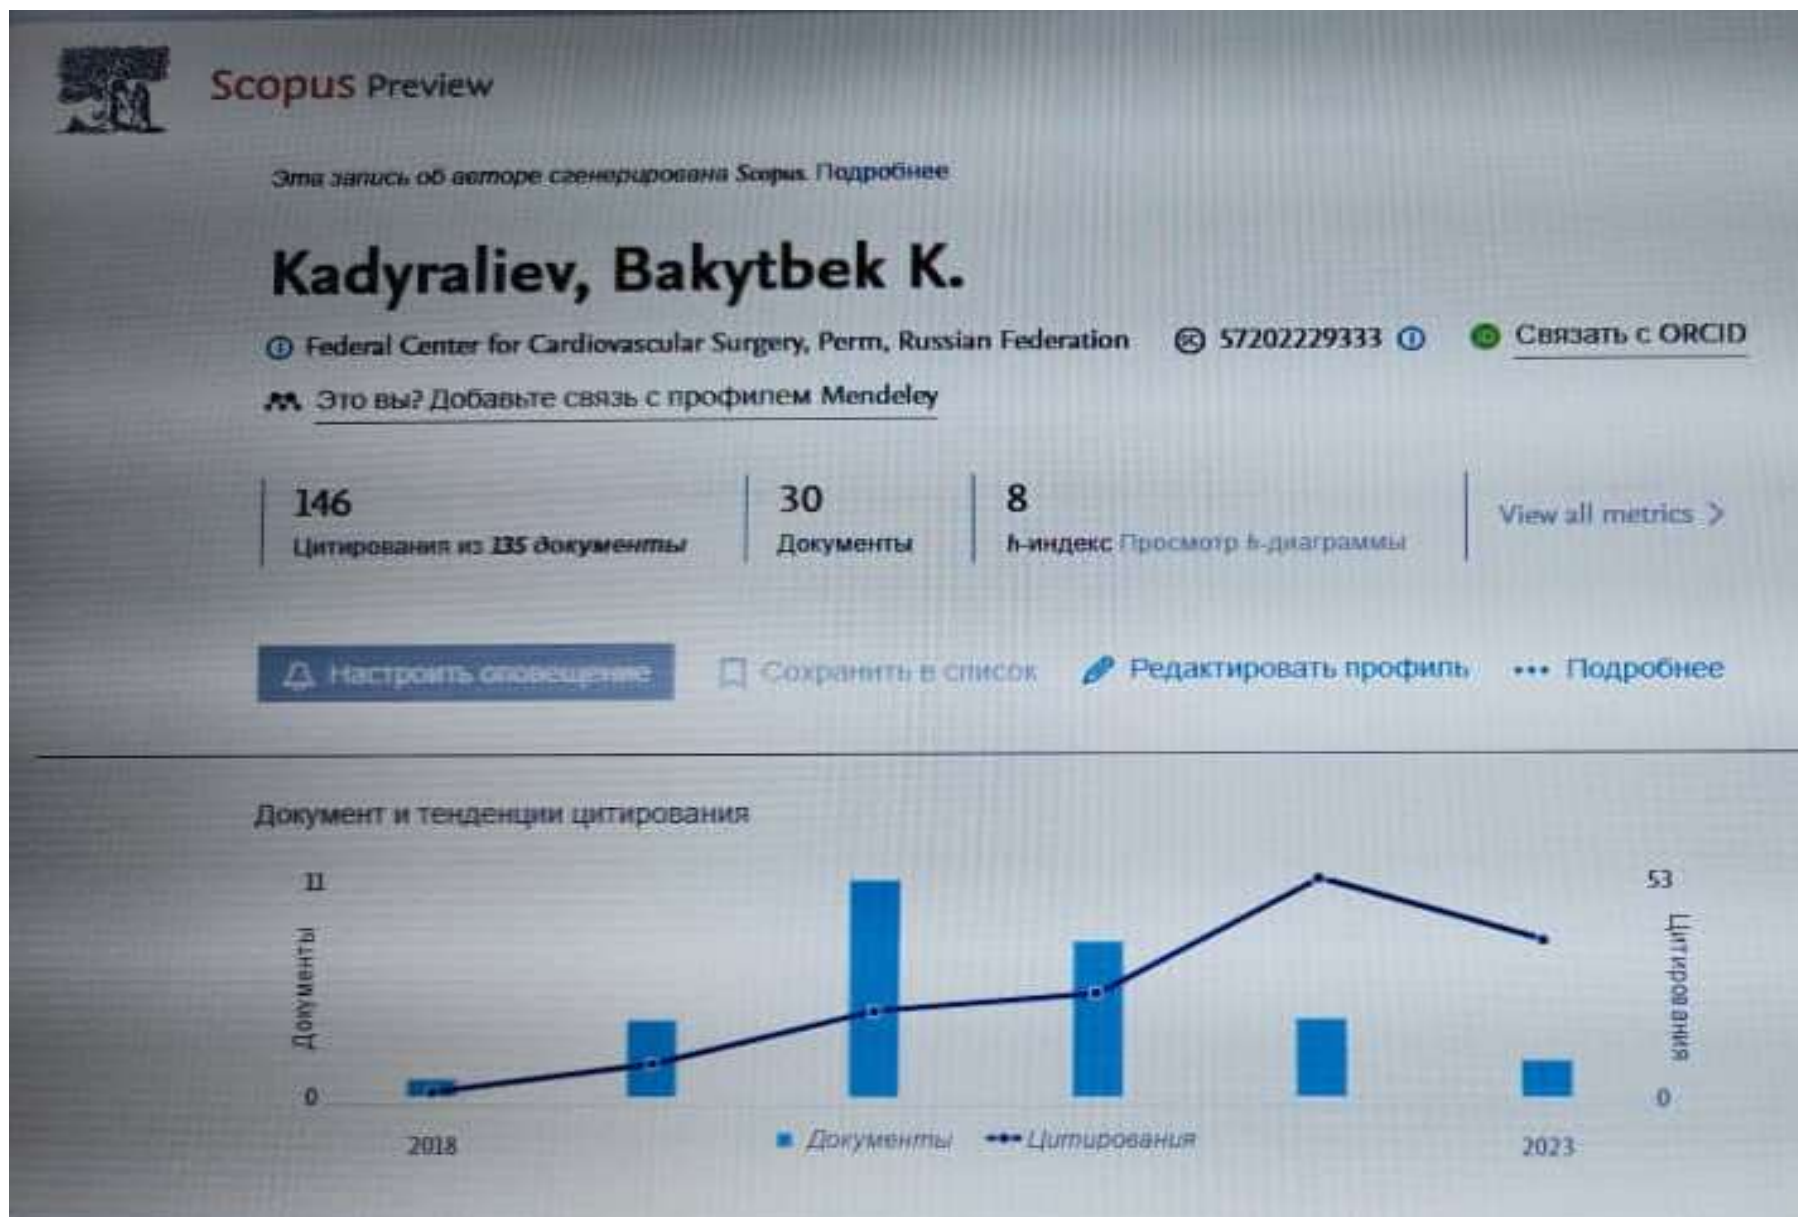 Scopus Preview
Эта запись об авторе сгенерирована Scopus. Подробнее
Kadyraliev, Bakytbek K.
Federal Center for Cardiovascular Surgery, Perm, Russian Federation SC 57202229333 iD Связать с ORCID
Это вы? Добавьте связь с профилем Mendeley
146 30 8 View all metrics >
Цитирования из 135 документы Документы h-индекс Просмотр h-диаграммы
Настроить оповещение Сохранить в список Редактировать профиль ••• Подробнее
Документ и тенденции цитирования
11 53
Документы Цитирования
0 0
2018 2023
Документы Цитирования